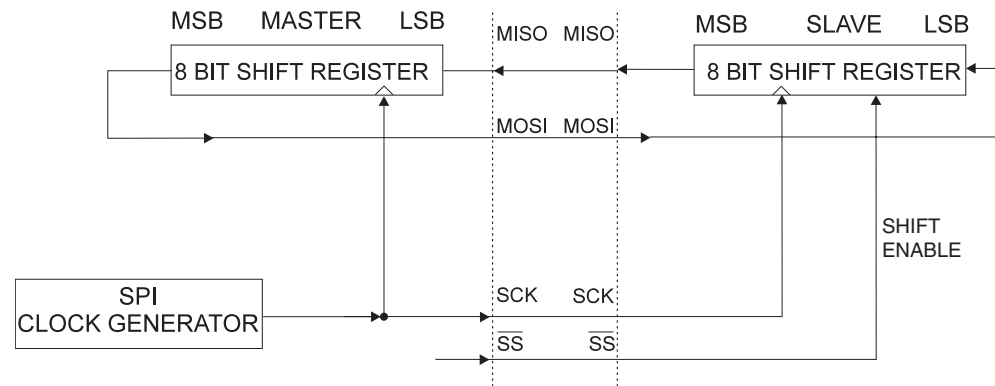 MSB MASTER LSB
8 BIT SHIFT REGISTER
MISO MISO
MSB SLAVE LSB
8 BIT SHIFT REGISTER
MOSI MOSI
SHIFT
ENABLE
SPI
CLOCK GENERATOR
SCK SCK
SS SS